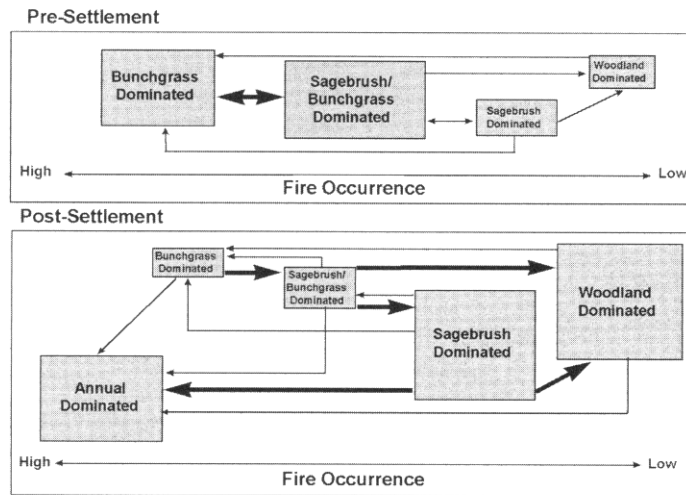 Pre-Settlement
Bunchgrass
Dominated
Sagebrush/
Bunchgrass
Dominated
Woodland
Dominated
Sagebrush
Dominated
High
Low
Fire Occurrence
Post-Settlement
Bunchgrass
Dominated
Sagebrush/
Bunchgrass
Dominated
Woodland
Dominated
Sagebrush
Dominated
Annual
Dominated
High
Low
Fire Occurrence